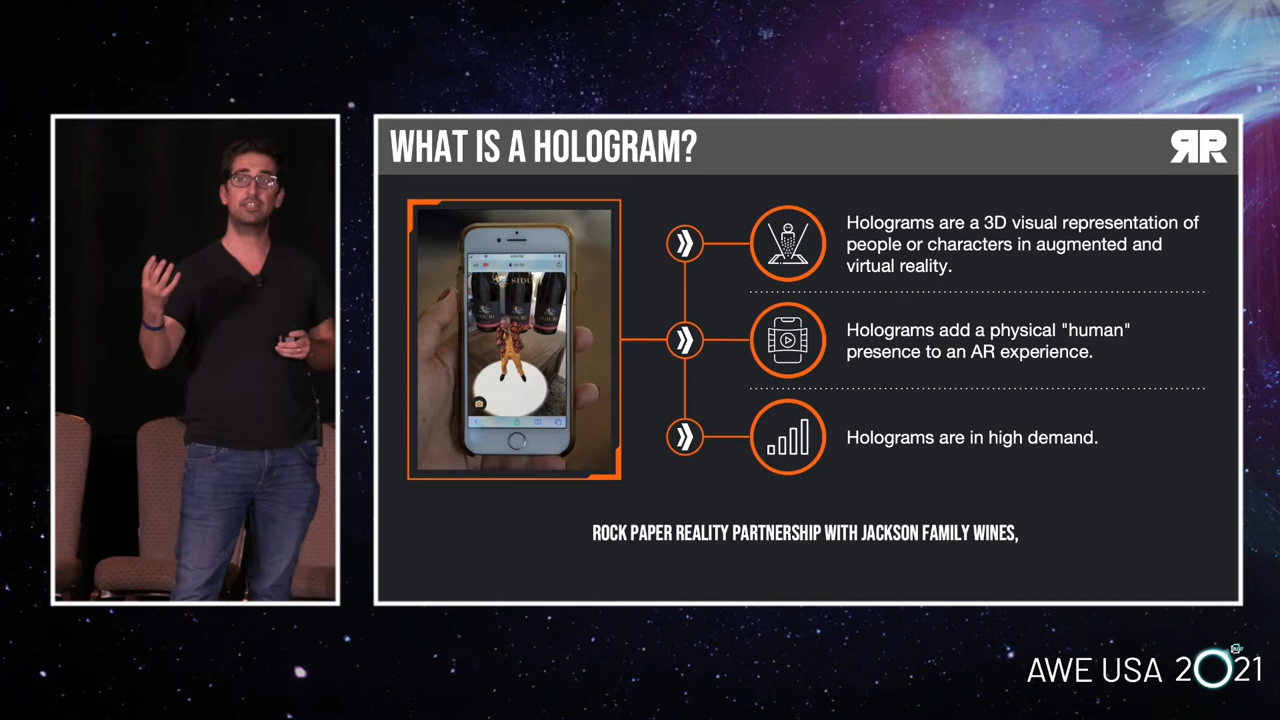 WHAT IS A HOLOGRAM?
RR
Holograms are a 3D visual representation of
people or characters in augmented and
virtual reality.
Holograms add a physical "human"
presence to an AR experience.
Holograms are in high demand.
SIDURI
ROCK PAPER REALITY PARTNERSHIP WITH JACKSON FAMILY WINES,
AWE USA 2021